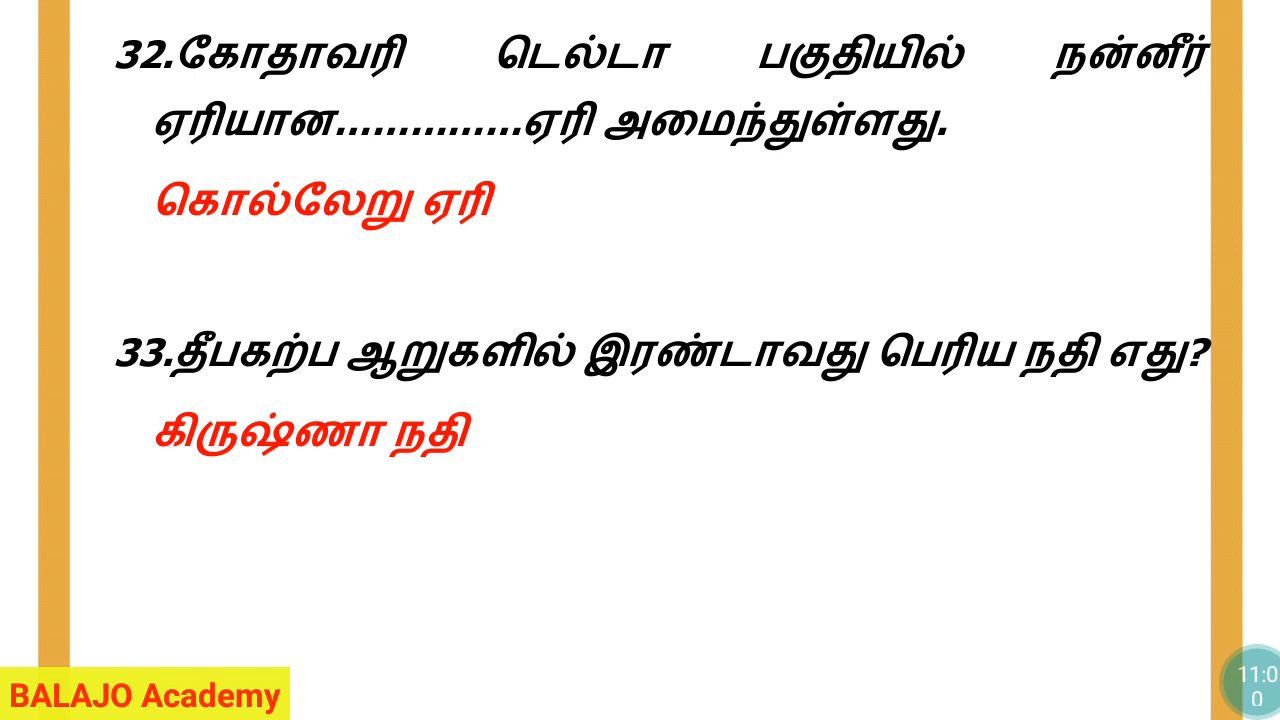 32.கோதாவரி டெல்டா பகுதியில் நன்னீர்
ஏரியான...............ஏரி அமைந்துள்ளது.
கொல்லேறு ஏரி
33.தீபகற்ப ஆறுகளில் இரண்டாவது பெரிய நதி எது?
கிருஷ்ணா நதி
BALAJO Academy
11:0
0